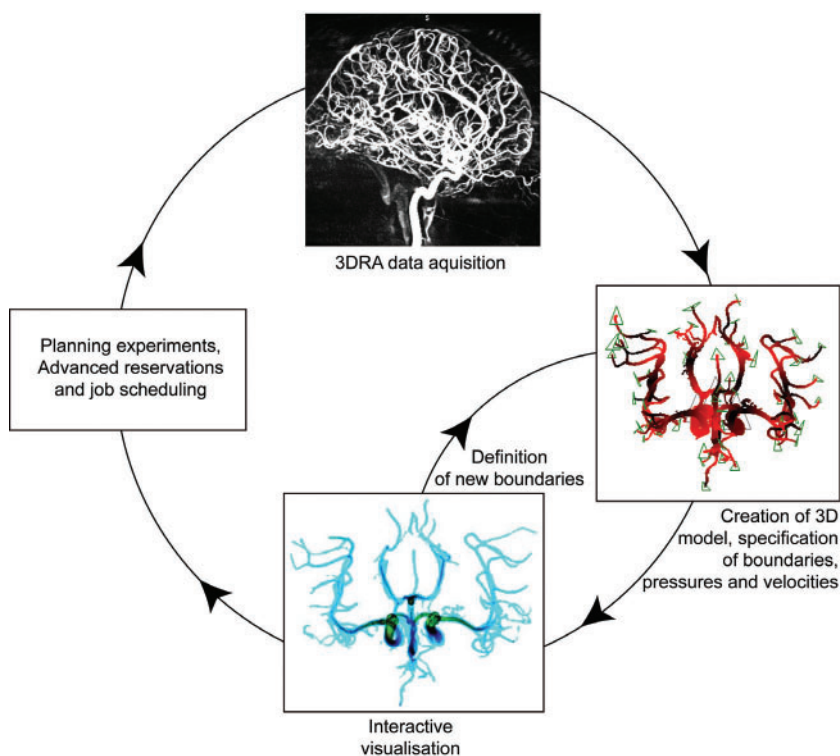 S
3DRA data aquisition
Planning experiments,
Advanced reservations
and job scheduling
Definition
of new boundaries
Creation of 3D
model, specification
of boundaries,
pressures and velocities
Interactive
visualisation